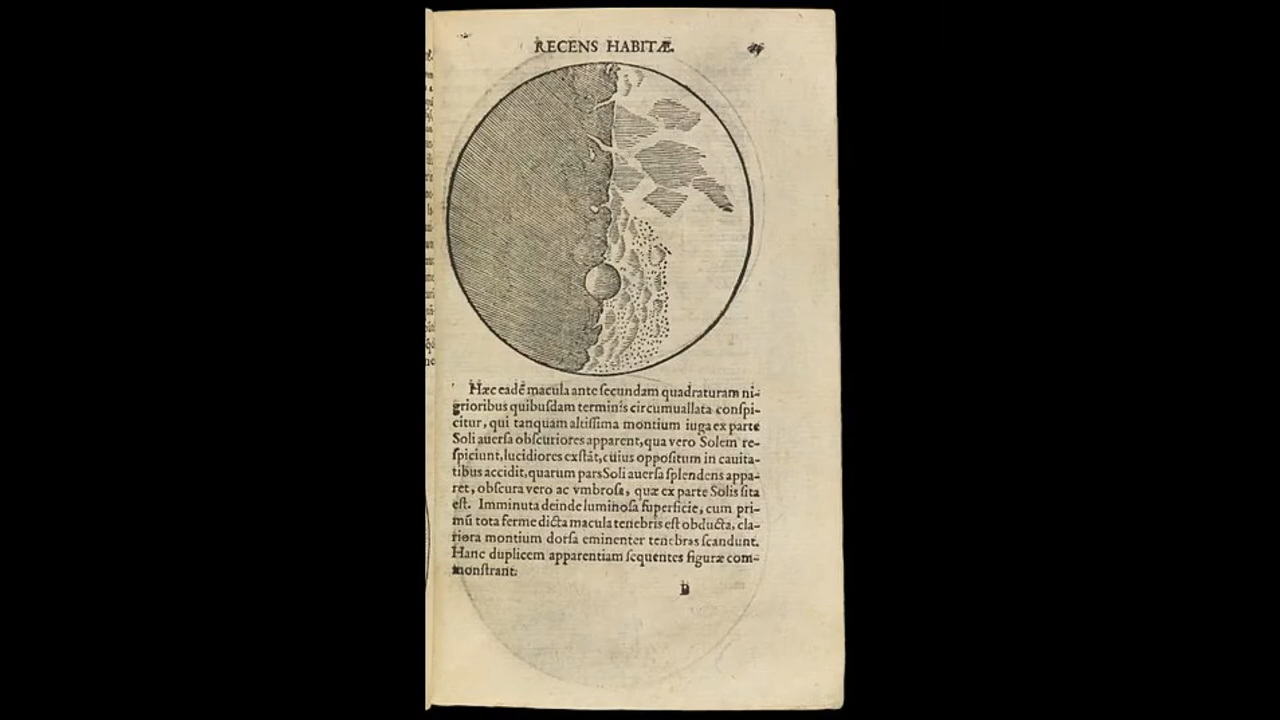 RECENS HABITÆ.
Hæc eadẽ macula ante ſecundam quadraturam ni-
grioribus quibuſdam terminis circumuallata conſpi-
citur, qui tanquam altiſſima montium iuga ex parte
Soli auerſa obſcuriores apparent, qua vero Solem re-
ſpiciunt, lucidiores exſtãt, cuius oppoſitum in cauita-
tibus accidit, quarum pars Soli auerſa ſplendens appa-
ret, obſcura vero ac vmbroſa, quæ ex parte Solis ſita
eſt. Imminuta deinde luminoſa ſuperficie, cum pri-
mũ tota ferme dicta macula tenebris eſt obducta, cla-
riora montium dorſa eminenter tenebras ſcandunt.
Hanc duplicem apparentiam ſequentes figuræ com-
monſtrant.
B